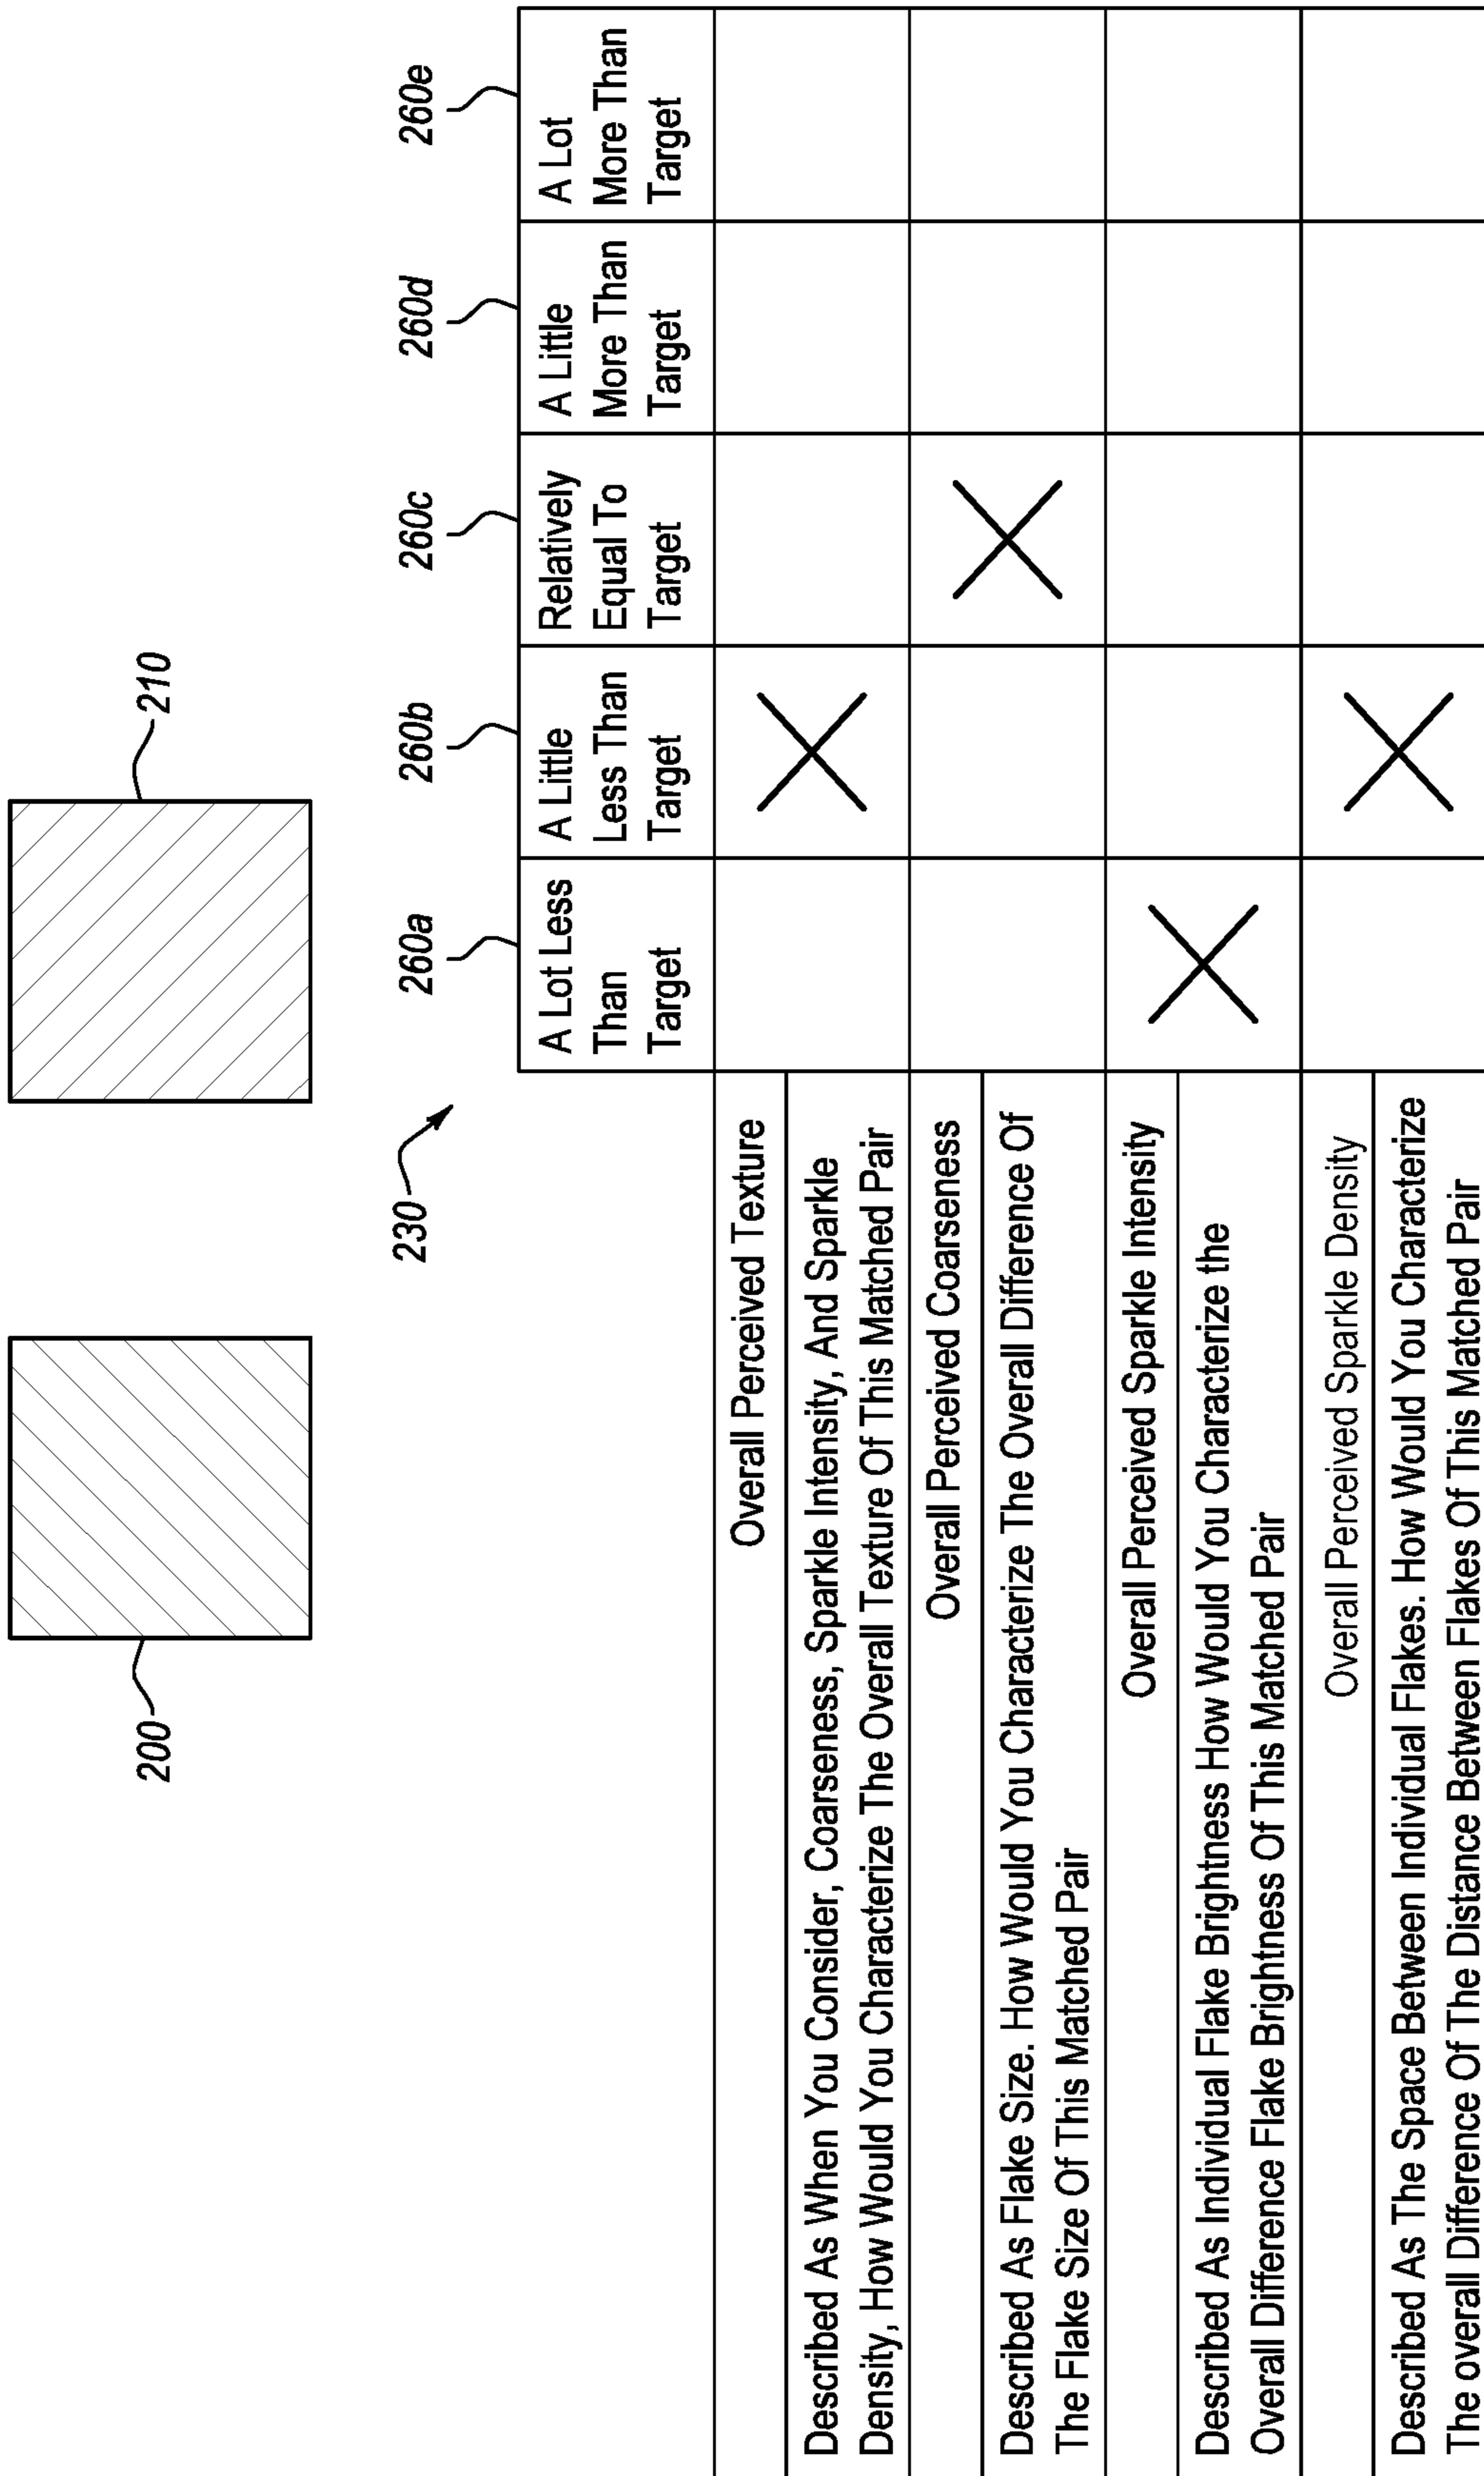 200
210
230
260a
260b
260c
260d
260e
A Lot Less
Than
Target
A Little
Less Than
Target
Relatively
Equal To
Target
A Little
More Than
Target
A Lot
More Than
Target
Overall Perceived Texture
Described As When You Consider, Coarseness, Sparkle Intensity, And Sparkle
Density, How Would You Characterize The Overall Texture Of This Matched Pair
Overall Perceived Coarseness
Described As Flake Size. How Would You Characterize The Overall Difference Of
The Flake Size Of This Matched Pair
Overall Perceived Sparkle Intensity
Described As Individual Flake Brightness How Would You Characterize the
Overall Difference Flake Brightness Of This Matched Pair
Overall Perceived Sparkle Density
Described As The Space Between Individual Flakes. How Would You Characterize
The overall Difference Of The Distance Between Flakes Of This Matched Pair